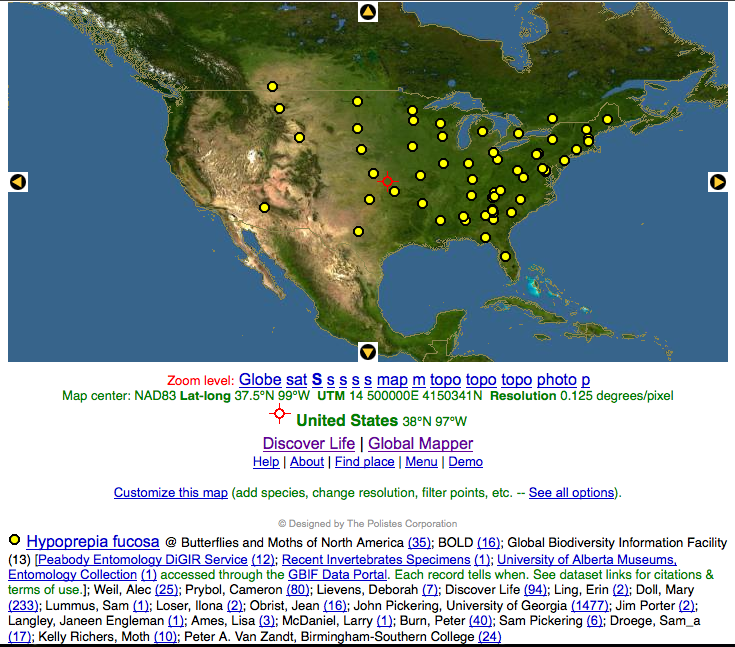 Zoom level: Globe sat S s s s s map m topo topo topo photo p
Map center: NAD83 Lat-long 37.5°N 99°W UTM 14 500000E 4150341N Resolution 0.125 degrees/pixel
United States 38°N 97°W
Discover Life | Global Mapper
Help | About | Find place | Menu | Demo
Customize this map (add species, change resolution, filter points, etc. -- See all options).
© Designed by The Polistes Corporation
Hypoprepia fucosa @ Butterflies and Moths of North America (35); BOLD (16); Global Biodiversity Information Facility
(13) [Peabody Entomology DiGIR Service (12); Recent Invertebrates Specimens (1); University of Alberta Museums,
Entomology Collection (1) accessed through the GBIF Data Portal. Each record tells when. See dataset links for citations &
terms of use.]; Weil, Alec (25); Prybol, Cameron (80); Lievens, Deborah (7); Discover Life (94); Ling, Erin (2); Doll, Mary
(233); Lummus, Sam (1); Loser, Ilona (2); Obrist, Jean (16); John Pickering, University of Georgia (1477); Jim Porter (2);
Langley, Janeen Engleman (1); Ames, Lisa (3); McDaniel, Larry (1); Burn, Peter (40); Sam Pickering (6); Droege, Sam_a
(17); Kelly Richers, Moth (10); Peter A. Van Zandt, Birmingham-Southern College (24)